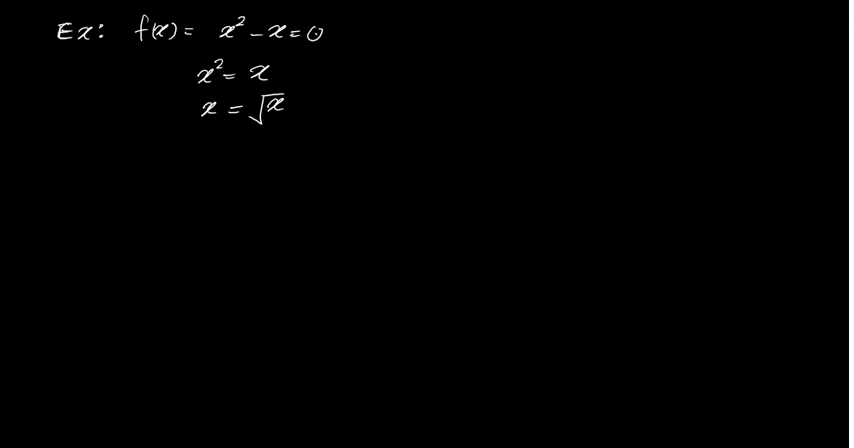 Ex: f(x) = x² - x = 0
x² = x
x = √x